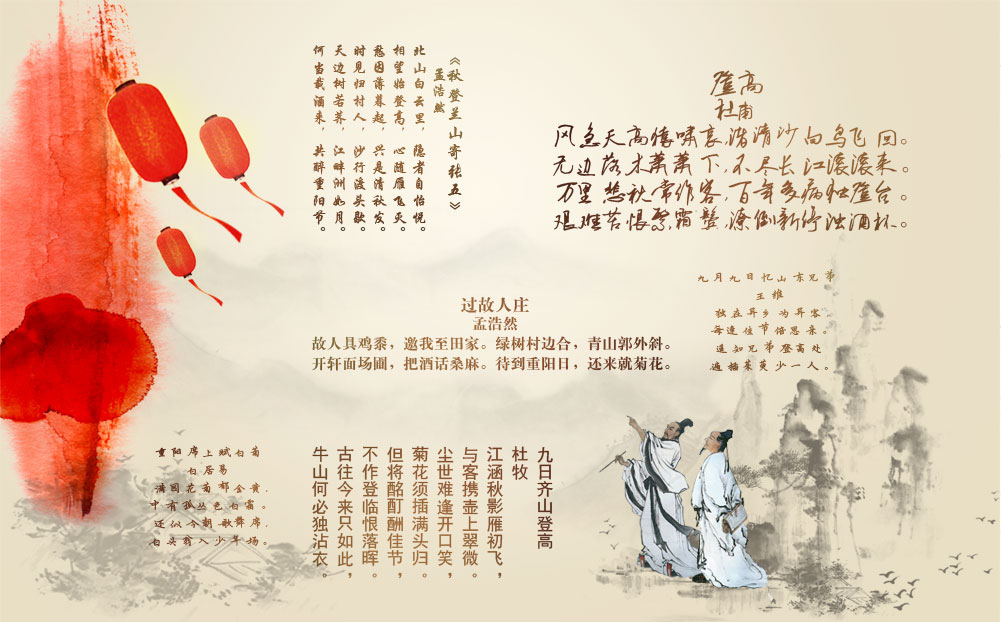 《秋登兰山寄张五》
孟浩然
北山白云里，隐者自怡悦。
相望始登高，心随雁飞灭。
愁因薄暮起，兴是清秋发。
时见归村人，沙行渡头歇。
天边树若荠，江畔洲如月。
何当载酒来，共醉重阳节。
登高
杜甫
风急天高猿啸哀，渚清沙白鸟飞回。
无边落木萧萧下，不尽长江滚滚来。
万里悲秋常作客，百年多病独登台。
艰难苦恨繁霜鬓，潦倒新停浊酒杯。
过故人庄
孟浩然
故人具鸡黍，邀我至田家。绿树村边合，青山郭外斜。
开轩面场圃，把酒话桑麻。待到重阳日，还来就菊花。
九月九日忆山东兄弟
王维
独在异乡为异客。
每逢佳节倍思亲。
遥知兄弟登高处
遍插茱萸少一人。
重阳席上赋白菊
白居易
满园花菊郁金黄，
中有孤丛色白霜。
还似今朝歌舞席，
白头翁入少年场。
九日齐山登高
杜牧
江涵秋影雁初飞，
与客携壶上翠微。
尘世难逢开口笑，
菊花须插满头归。
但将酩酊酬佳节，
不作登临恨落晖。
古往今来只如此，
牛山何必独沾衣。